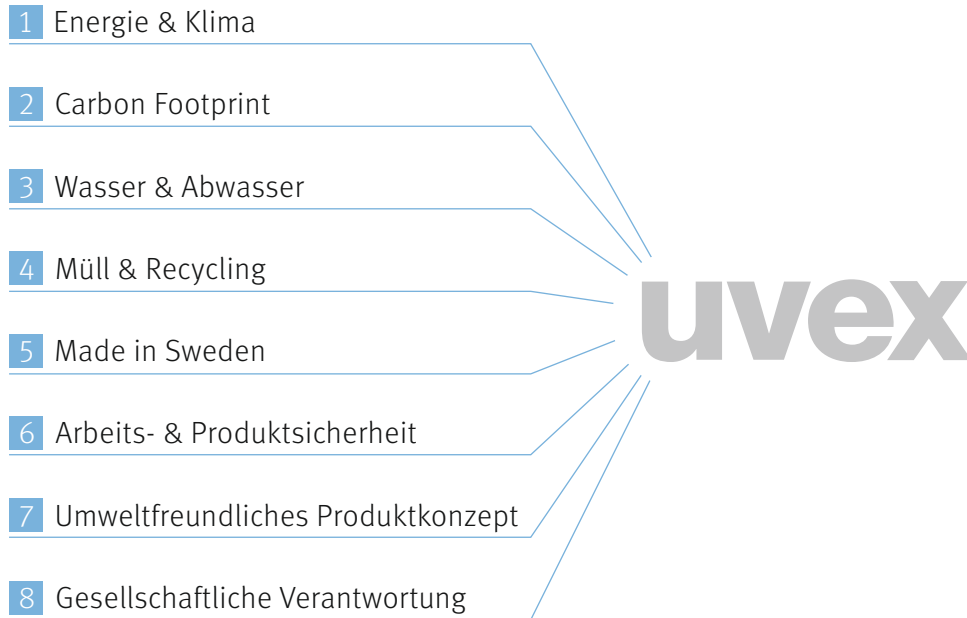 1 Energie & Klima
2 Carbon Footprint
3 Wasser & Abwasser
4 Müll & Recycling
5 Made in Sweden
6 Arbeits- & Produktsicherheit
7 Umweltfreundliches Produktkonzept
8 Gesellschaftliche Verantwortung
uvex